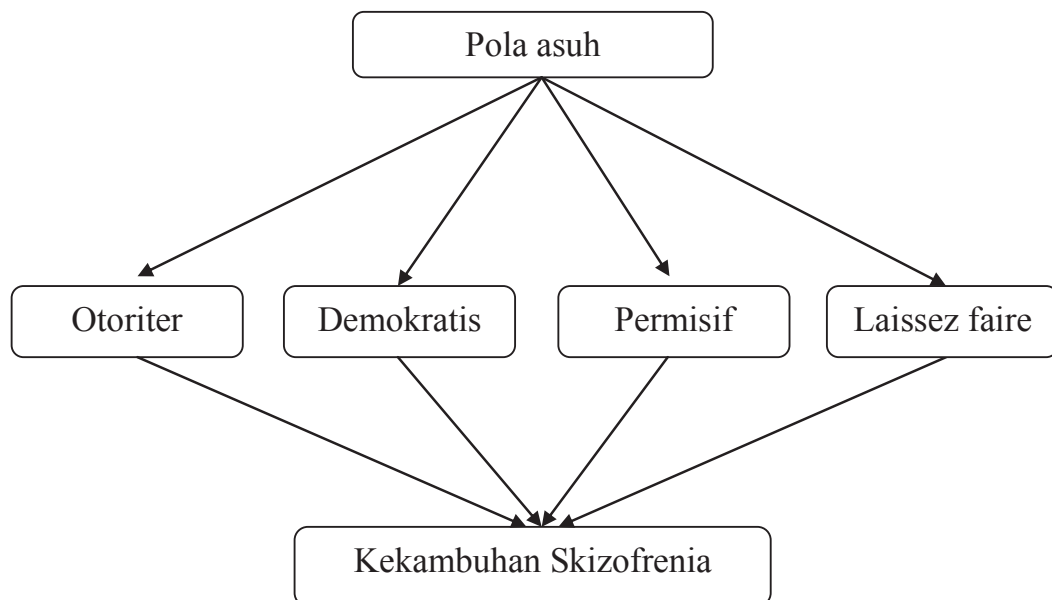 Pola asuh
Otoriter
Demokratis
Permisif
Laissez faire
Kekambuhan Skizofrenia